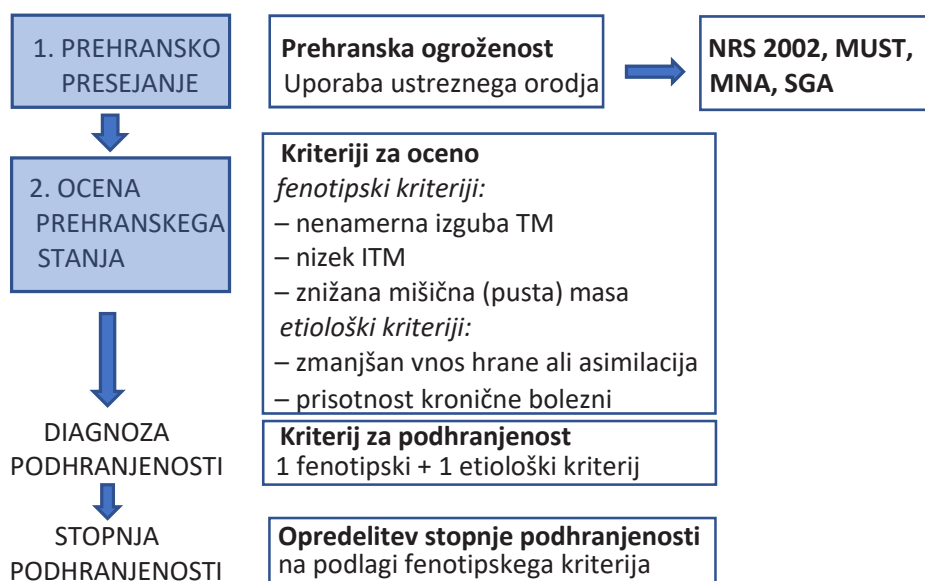 1. PREHRANSKO
PRESEJANJE
Prehranska ogroženost
Uporaba ustreznega orodja
NRS 2002, MUST,
MNA, SGA
2. OCENA
PREHRANSKEGA
STANJA
Kriteriji za oceno
fenotipski kriteriji:
– nenamerna izguba TM
– nizek ITM
– znižana mišična (pusta) masa
etiološki kriteriji:
– zmanjšan vnos hrane ali asimilacija
– prisotnost kronične bolezni
DIAGNOZA
PODHRANJENOSTI
Kriterij za podhranjenost
1 fenotipski + 1 etiološki kriterij
STOPNJA
PODHRANJENOSTI
Opredelitev stopnje podhranjenosti
na podlagi fenotipskega kriterija